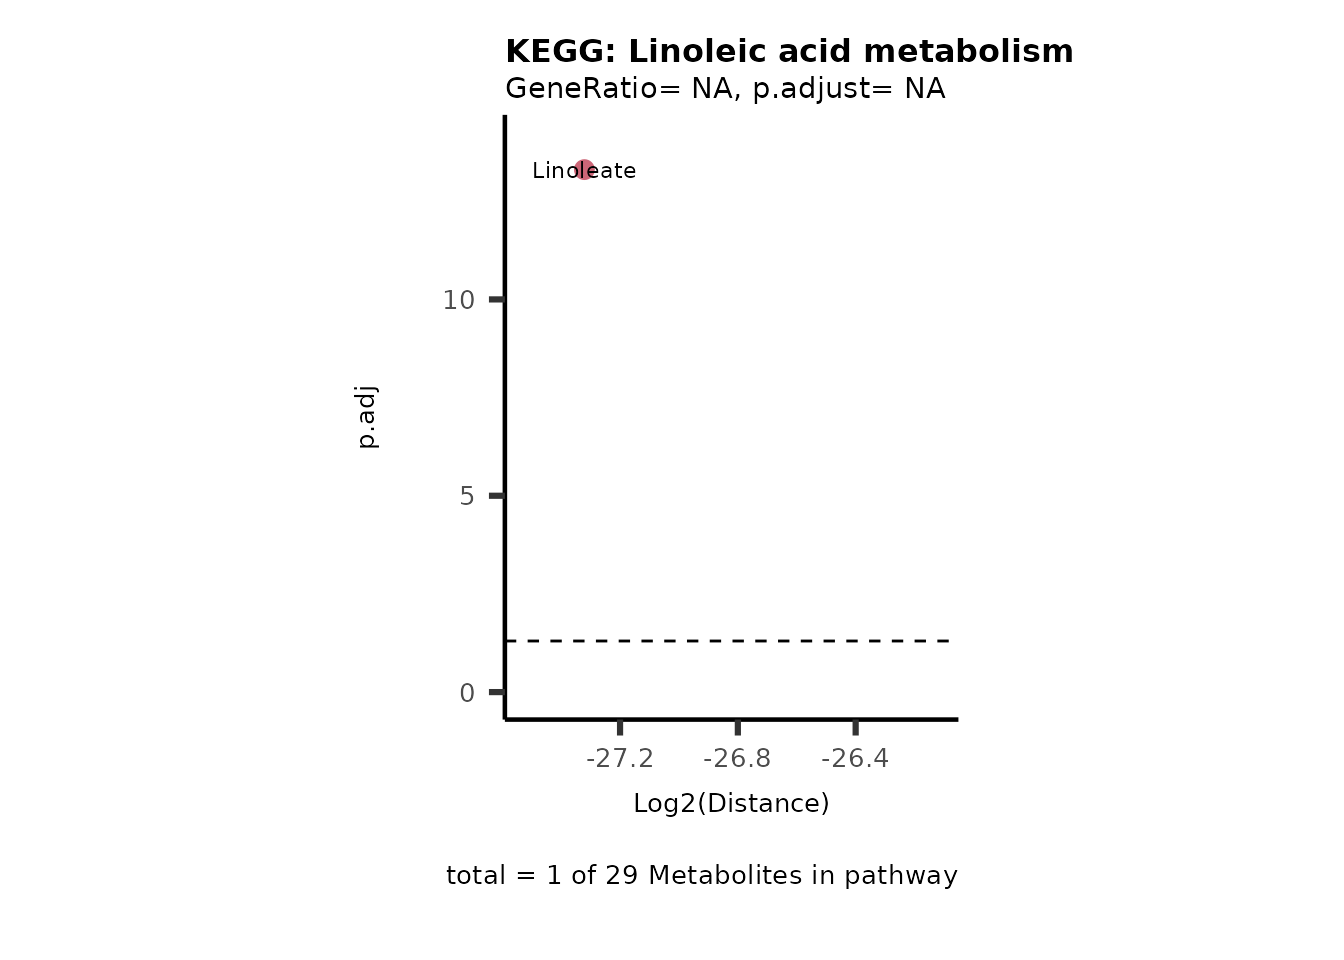 KEGG: Linoleic acid metabolism
GeneRatio= NA, p.adjust= NA
Linoleate
10
5
0
p.adj
-27.2 -26.8 -26.4
Log2(Distance)
total = 1 of 29 Metabolites in pathway